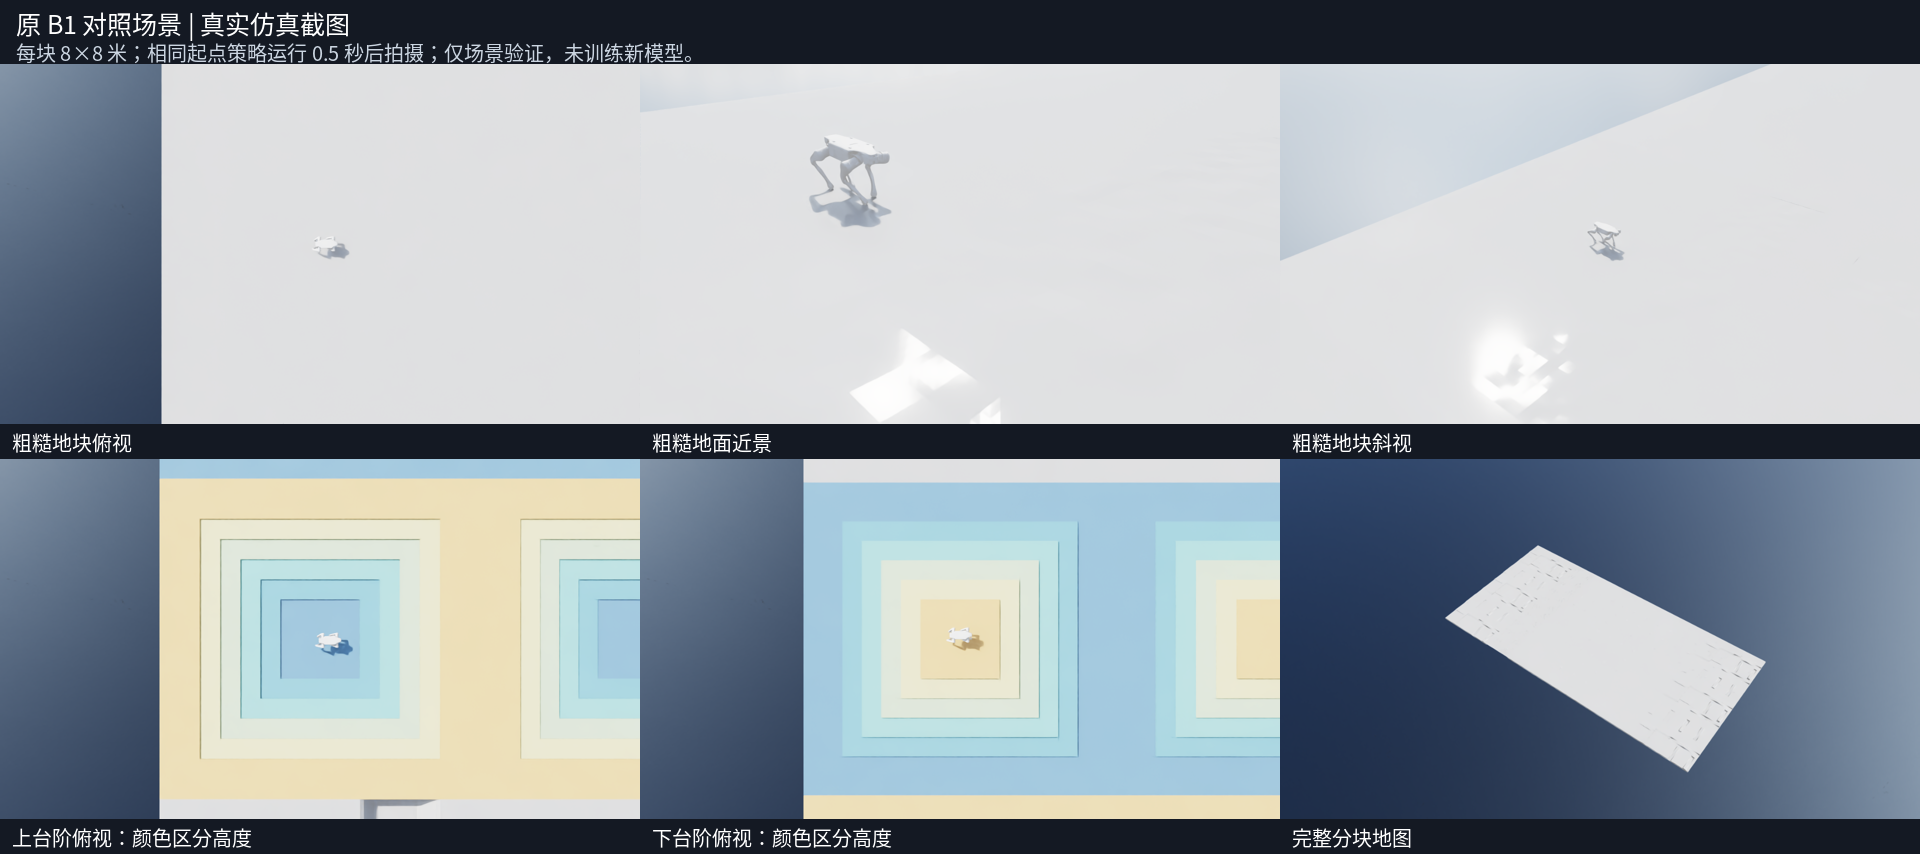 原 B1 对照场景 | 真实仿真截图
每块 8×8 米；相同起点策略运行 0.5 秒后拍摄；仅场景验证，未训练新模型。
粗糙地块俯视
粗糙地面近景
粗糙地块斜视
上台阶俯视：颜色区分高度
下台阶俯视：颜色区分高度
完整分块地图